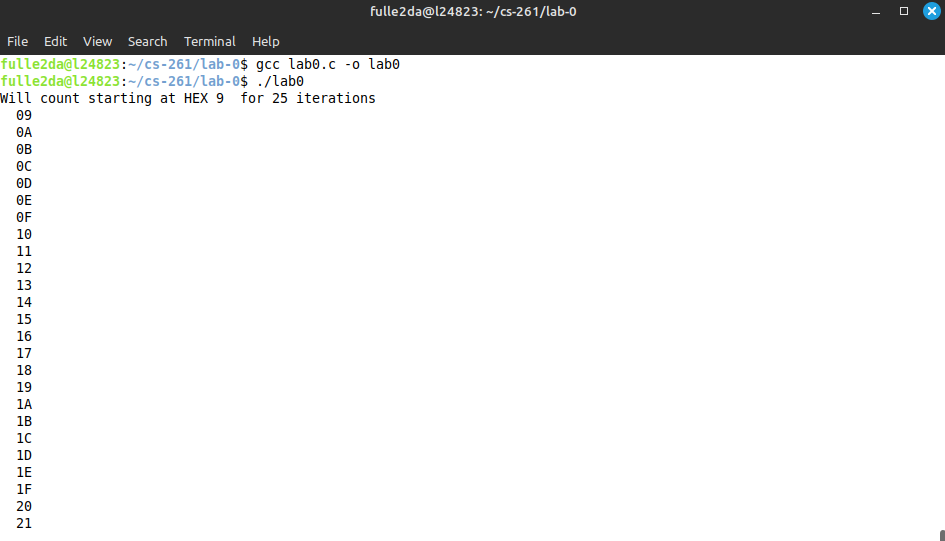 fulle2da@l24823: ~/cs-261/lab-0
File Edit View Search Terminal Help
fulle2da@l24823:~/cs-261/lab-0$ gcc lab0.c -o lab0
fulle2da@l24823:~/cs-261/lab-0$ ./lab0
Will count starting at HEX 9  for 25 iterations
  09
  0A
  0B
  0C
  0D
  0E
  0F
  10
  11
  12
  13
  14
  15
  16
  17
  18
  19
  1A
  1B
  1C
  1D
  1E
  1F
  20
  21